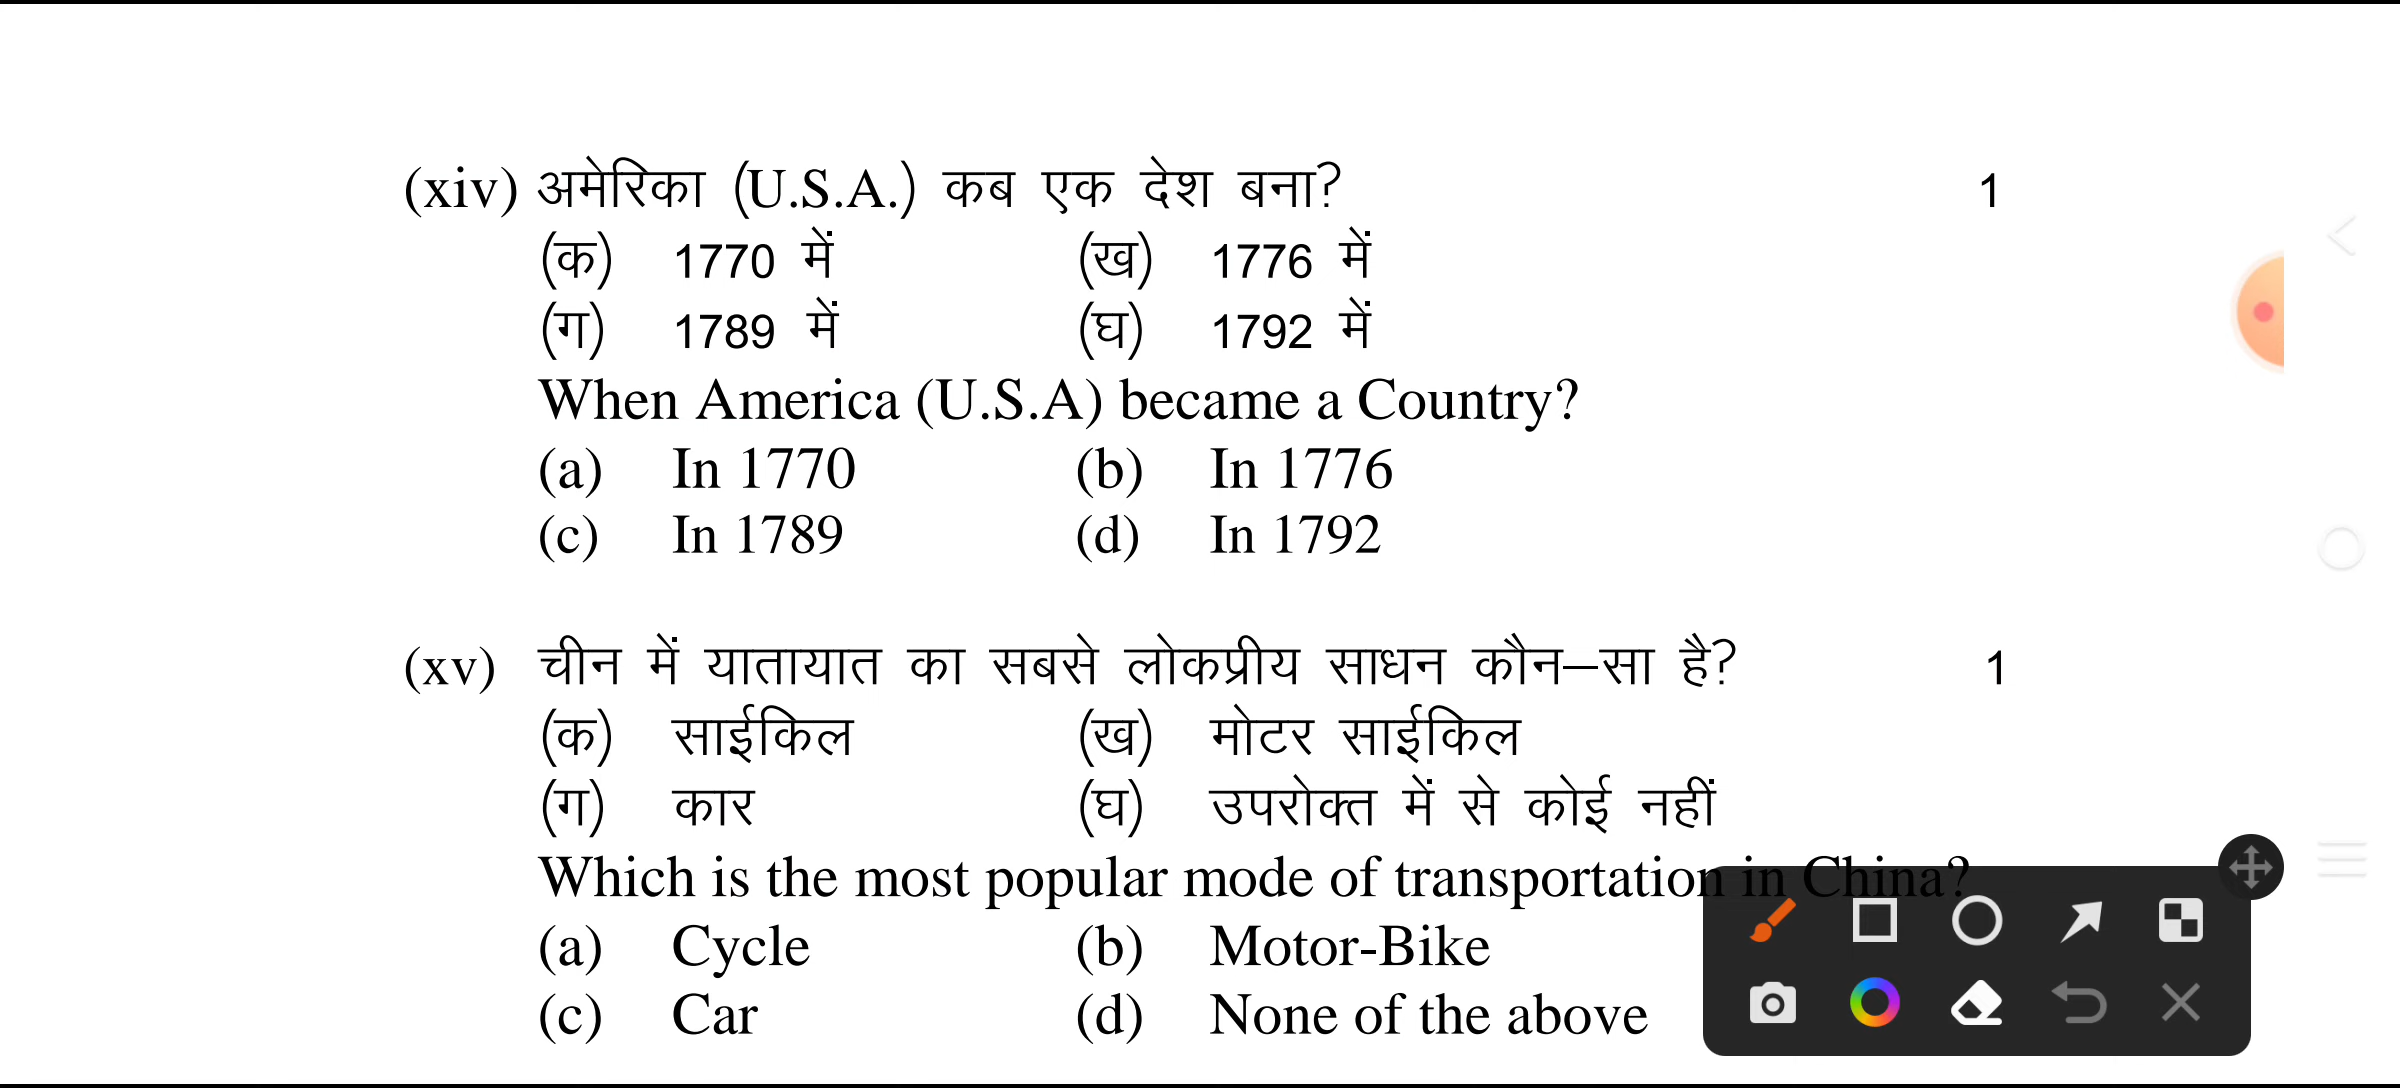 (xiv) अमेरिका (U.S.A.) कब एक देश बना? 1
(क) 1770 में (ख) 1776 में
(ग) 1789 में (घ) 1792 में
When America (U.S.A) became a Country?
(a) In 1770 (b) In 1776
(c) In 1789 (d) In 1792
(xv) चीन में यातायात का सबसे लोकप्रीय साधन कौन–सा है? 1
(क) साईकिल (ख) मोटर साईकिल
(ग) कार (घ) उपरोक्त में से कोई नहीं
Which is the most popular mode of transportation in China?
(a) Cycle (b) Motor-Bike
(c) Car (d) None of the above